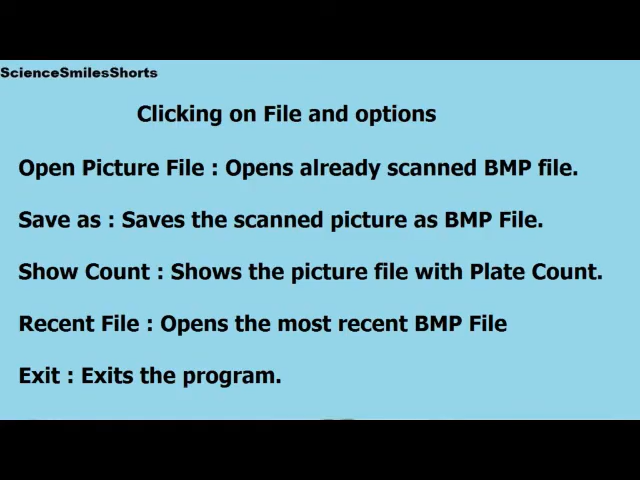 ScienceSmilesShorts
Clicking on File and options
Open Picture File : Opens already scanned BMP file.
Save as : Saves the scanned picture as BMP File.
Show Count : Shows the picture file with Plate Count.
Recent File : Opens the most recent BMP File
Exit : Exits the program.